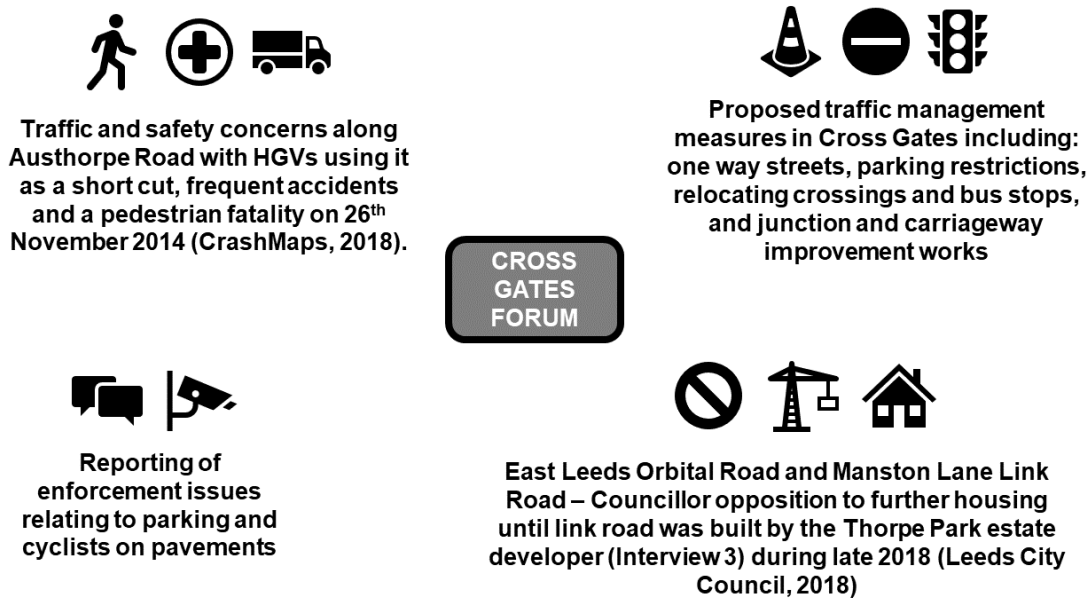 Traffic and safety concerns along
Austhorpe Road with HGVs using it
as a short cut, frequent accidents
and a pedestrian fatality on 26th
November 2014 (CrashMaps, 2018).
Proposed traffic management
measures in Cross Gates including:
one way streets, parking restrictions,
relocating crossings and bus stops,
and junction and carriageway
improvement works
CROSS
GATES
FORUM
Reporting of
enforcement issues
relating to parking and
cyclists on pavements
East Leeds Orbital Road and Manston Lane Link
Road – Councillor opposition to further housing
until link road was built by the Thorpe Park estate
developer (Interview 3) during late 2018 (Leeds City
Council, 2018)